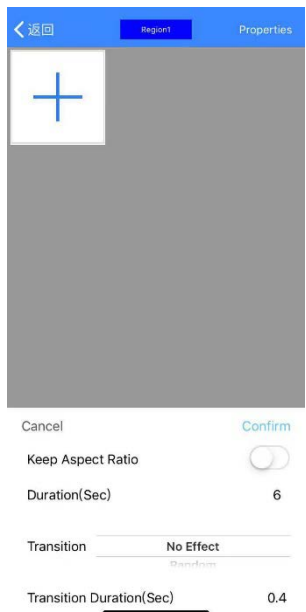 返回 Region1 Properties
Cancel Confirm
Keep Aspect Ratio
Duration(Sec) 6
Transition No Effect
Random
Transition Duration(Sec) 0.4